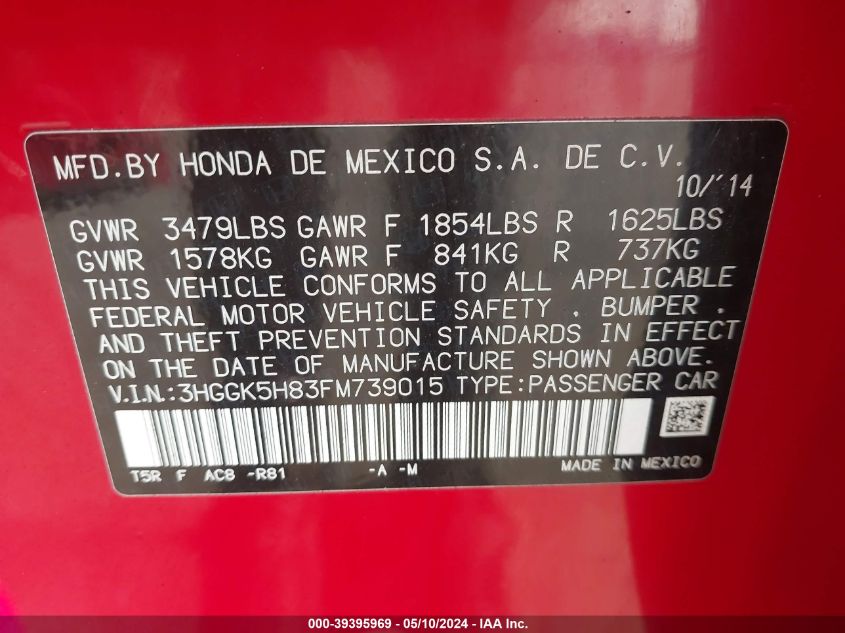 MFD.BY HONDA DE MEXICO S.A. DE C.V.
10/'14
GVWR 3479LBS GAWR F 1854LBS R 1625LBS
GVWR 1578KG GAWR F 841KG R 737KG
THIS VEHICLE CONFORMS TO ALL APPLICABLE
FEDERAL MOTOR VEHICLE SAFETY , BUMPER ,
AND THEFT PREVENTION STANDARDS IN EFFECT
ON THE DATE OF MANUFACTURE SHOWN ABOVE.
V.I.N.:3HGGK5H83FM739015 TYPE:PASSENGER CAR
T5R F AC8 -R81 -A -M MADE IN MEXICO
000-39395969 - 05/10/2024 - IAA Inc.